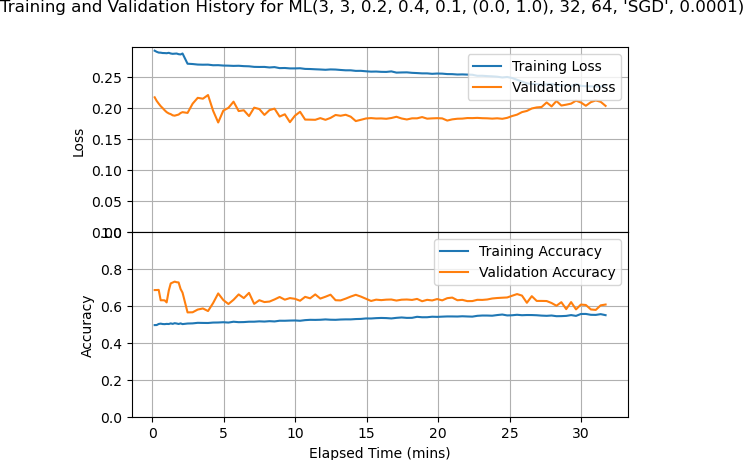 Training and Validation History for ML(3, 3, 0.2, 0.4, 0.1, (0.0, 1.0), 32, 64, 'SGD', 0.0001)
Loss
0.25
0.20
0.15
0.10
0.05
0.00
Training Loss
Validation Loss
Accuracy
1.0
0.8
0.6
0.4
0.2
0.0
Training Accuracy
Validation Accuracy
0 5 10 15 20 25 30
Elapsed Time (mins)